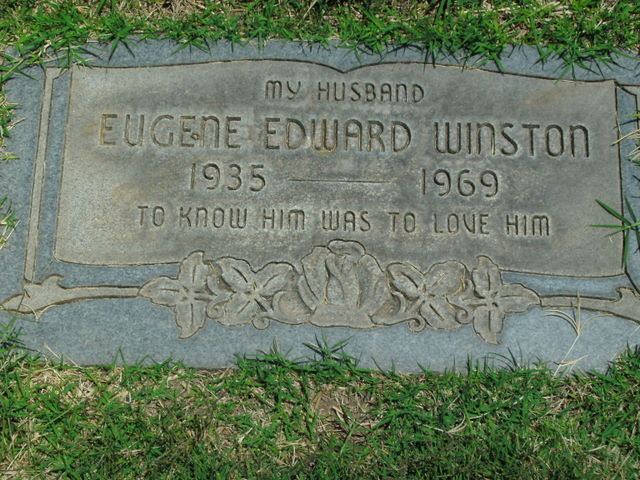 MY HUSBAND
EUGENE EDWARD WINSTON
1935 — 1969
TO KNOW HIM WAS TO LOVE HIM